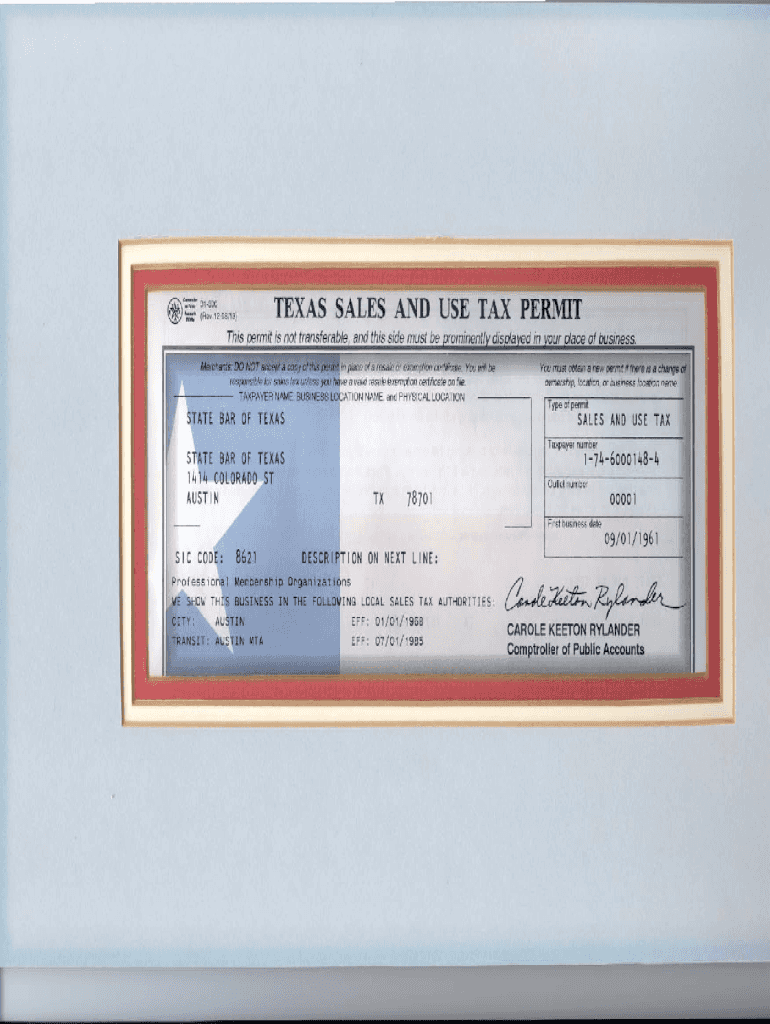 TEXAS SALES AND USE TAX PERMIT
This permit is not transferable, and this side must be prominently displayed in your place of business.
Merchants: DO NOT accept a copy of this permit in place of a resale or exemption certificate. You will be
responsible for sales tax unless you have a valid resale/exemption certificate on file.
You must obtain a new permit if there is a change of
ownership, location, or business location name.
TAXPAYER NAME, BUSINESS LOCATION NAME, and PHYSICAL LOCATION
STATE BAR OF TEXAS
STATE BAR OF TEXAS
1414 COLORADO ST
AUSTIN TX 78701
Type of permit
SALES AND USE TAX
Taxpayer number
1-74-6000148-4
Outlet number
00001
First business date
09/01/1961
SIC CODE: 8621 DESCRIPTION ON NEXT LINE:
Professional Membership Organizations
WE SHOW THIS BUSINESS IN THE FOLLOWING LOCAL SALES TAX AUTHORITIES:
CITY: AUSTIN EFF: 01/01/1968
TRANSIT: AUSTIN MTA EFF: 07/01/1985
Carole Keeton Rylander
CAROLE KEETON RYLANDER
Comptroller of Public Accounts